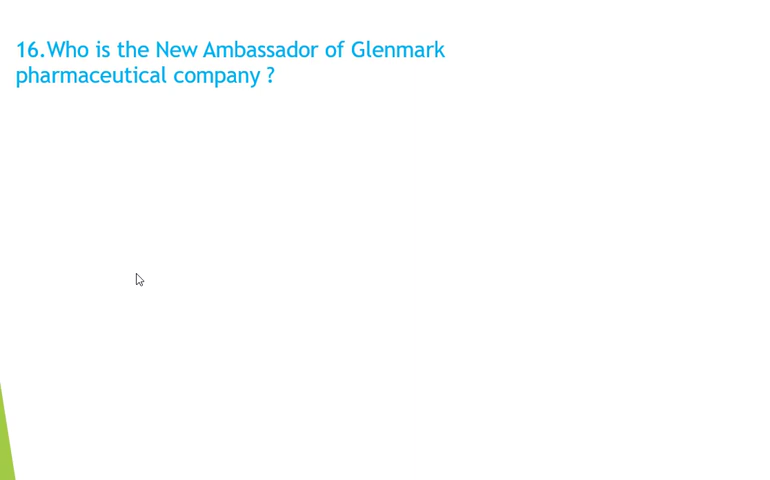 16.Who is the New Ambassador of Glenmark
pharmaceutical company ?